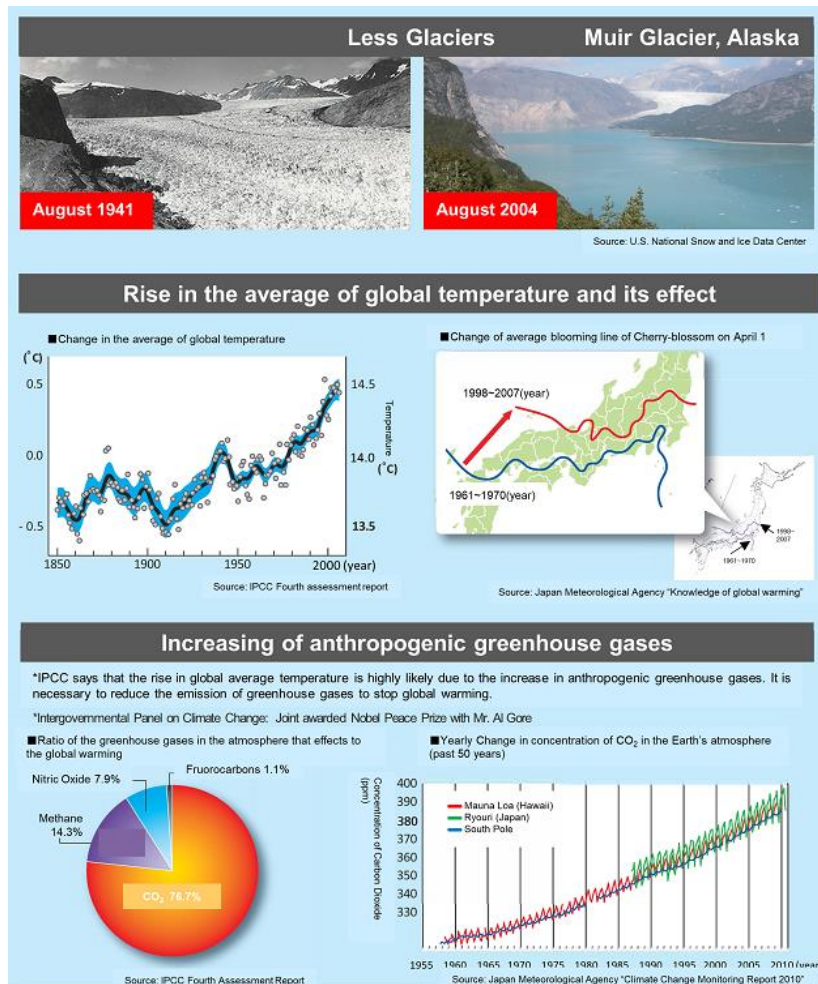 Less Glaciers Muir Glacier, Alaska
August 1941
August 2004
Source: U.S. National Snow and Ice Data Center
Rise in the average of global temperature and its effect
■Change in the average of global temperature
(˚C)
0.5
0.0
- 0.5
14.5
14.0
13.5
Temperature
(˚C)
1850 1900 1950 2000 (year)
Source: IPCC Fourth assessment report
■Change of average blooming line of Cherry-blossom on April 1
1998~2007(year)
1961~1970(year)
1998~
2007
1961~1970
Source: Japan Meteorological Agency "Knowledge of global warming"
Increasing of anthropogenic greenhouse gases
*IPCC says that the rise in global average temperature is highly likely due to the increase in anthropogenic greenhouse gases. It is
necessary to reduce the emission of greenhouse gases to stop global warming.
*Intergovernmental Panel on Climate Change: Joint awarded Nobel Peace Prize with Mr. Al Gore
■Ratio of the greenhouse gases in the atmosphere that effects to
the global warming
Fruorocarbons 1.1%
Nitric Oxide 7.9%
Methane
14.3%
CO₂ 76.7%
Source: IPCC Fourth Assessment Report
■Yearly Change in concentration of CO₂ in the Earth's atmosphere
(past 50 years)
Concentration of Carbon Dioxide
(ppm)
400
390
380
370
360
350
340
330
Mauna Loa (Hawaii)
Ryouri (Japan)
South Pole
1955 1960 1965 1970 1975 1980 1985 1990 1995 2000 2005 2010 (year
Source: Japan Meteorological Agency "Climate Change Monitoring Report 2010"